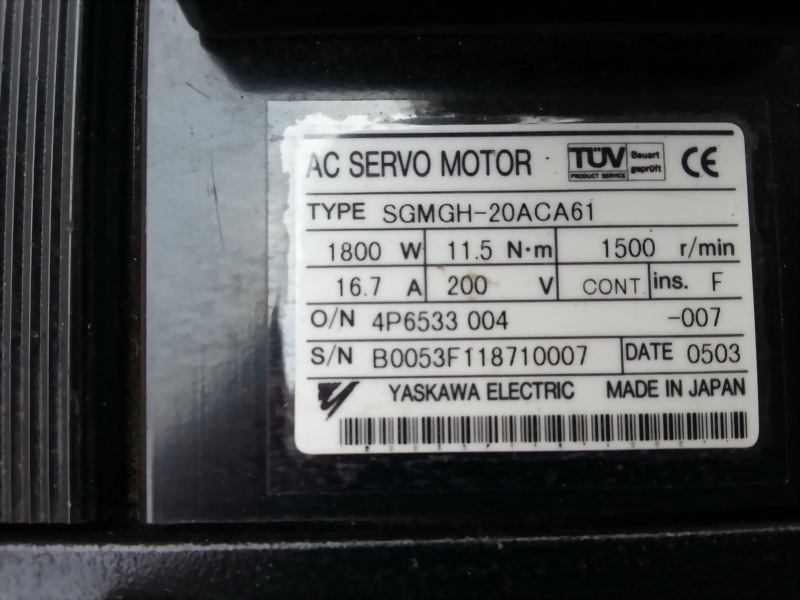 AC SERVO MOTOR TÜV PRODUCT SERVICE Bauart geprüft CE
TYPE SGMGH-20ACA61
1800 W 11.5 N·m 1500 r/min
16.7 A 200 V CONT ins. F
O/N 4P6533 004 -007
S/N B0053F118710007 DATE 0503
YASKAWA ELECTRIC MADE IN JAPAN